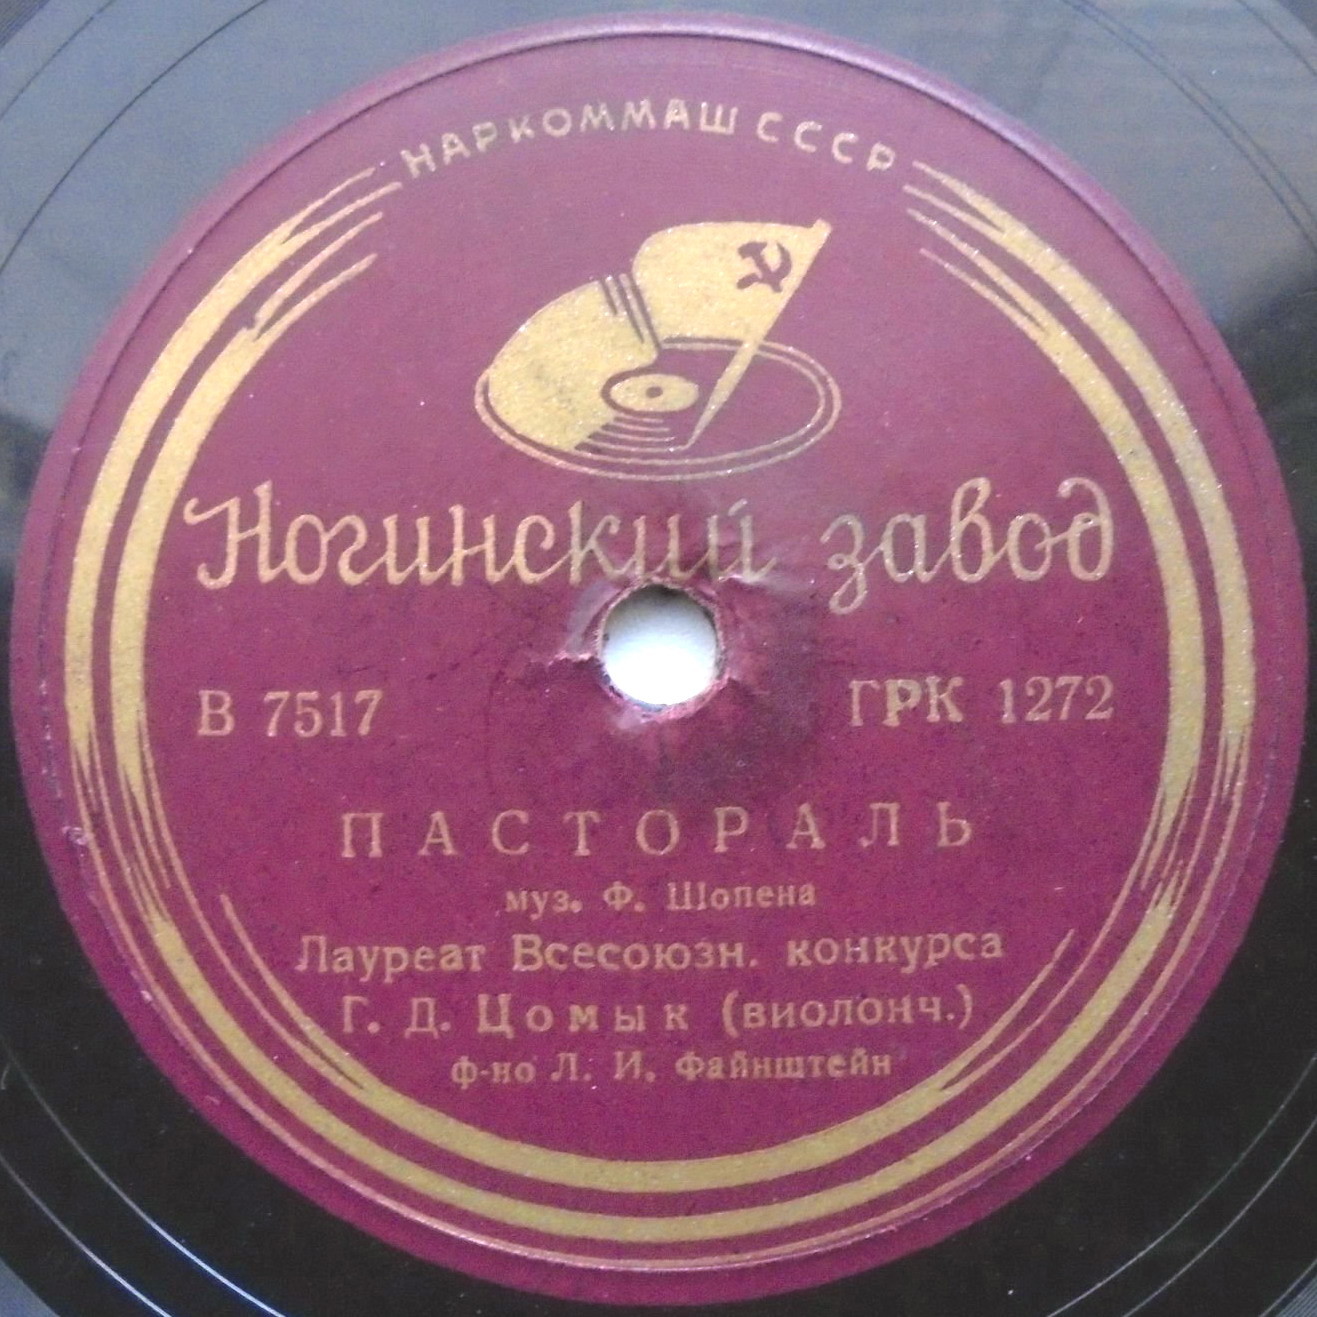 НАРКОММАШ СССР
Ногинский завод
В 7517 ГРК 1272
ПАСТОРАЛЬ
муз. Ф. Шопена
Лауреат Всесоюзн. конкурса
Г. Д. Цомык (виолонч.)
ф-но Л. И. Файнштейн